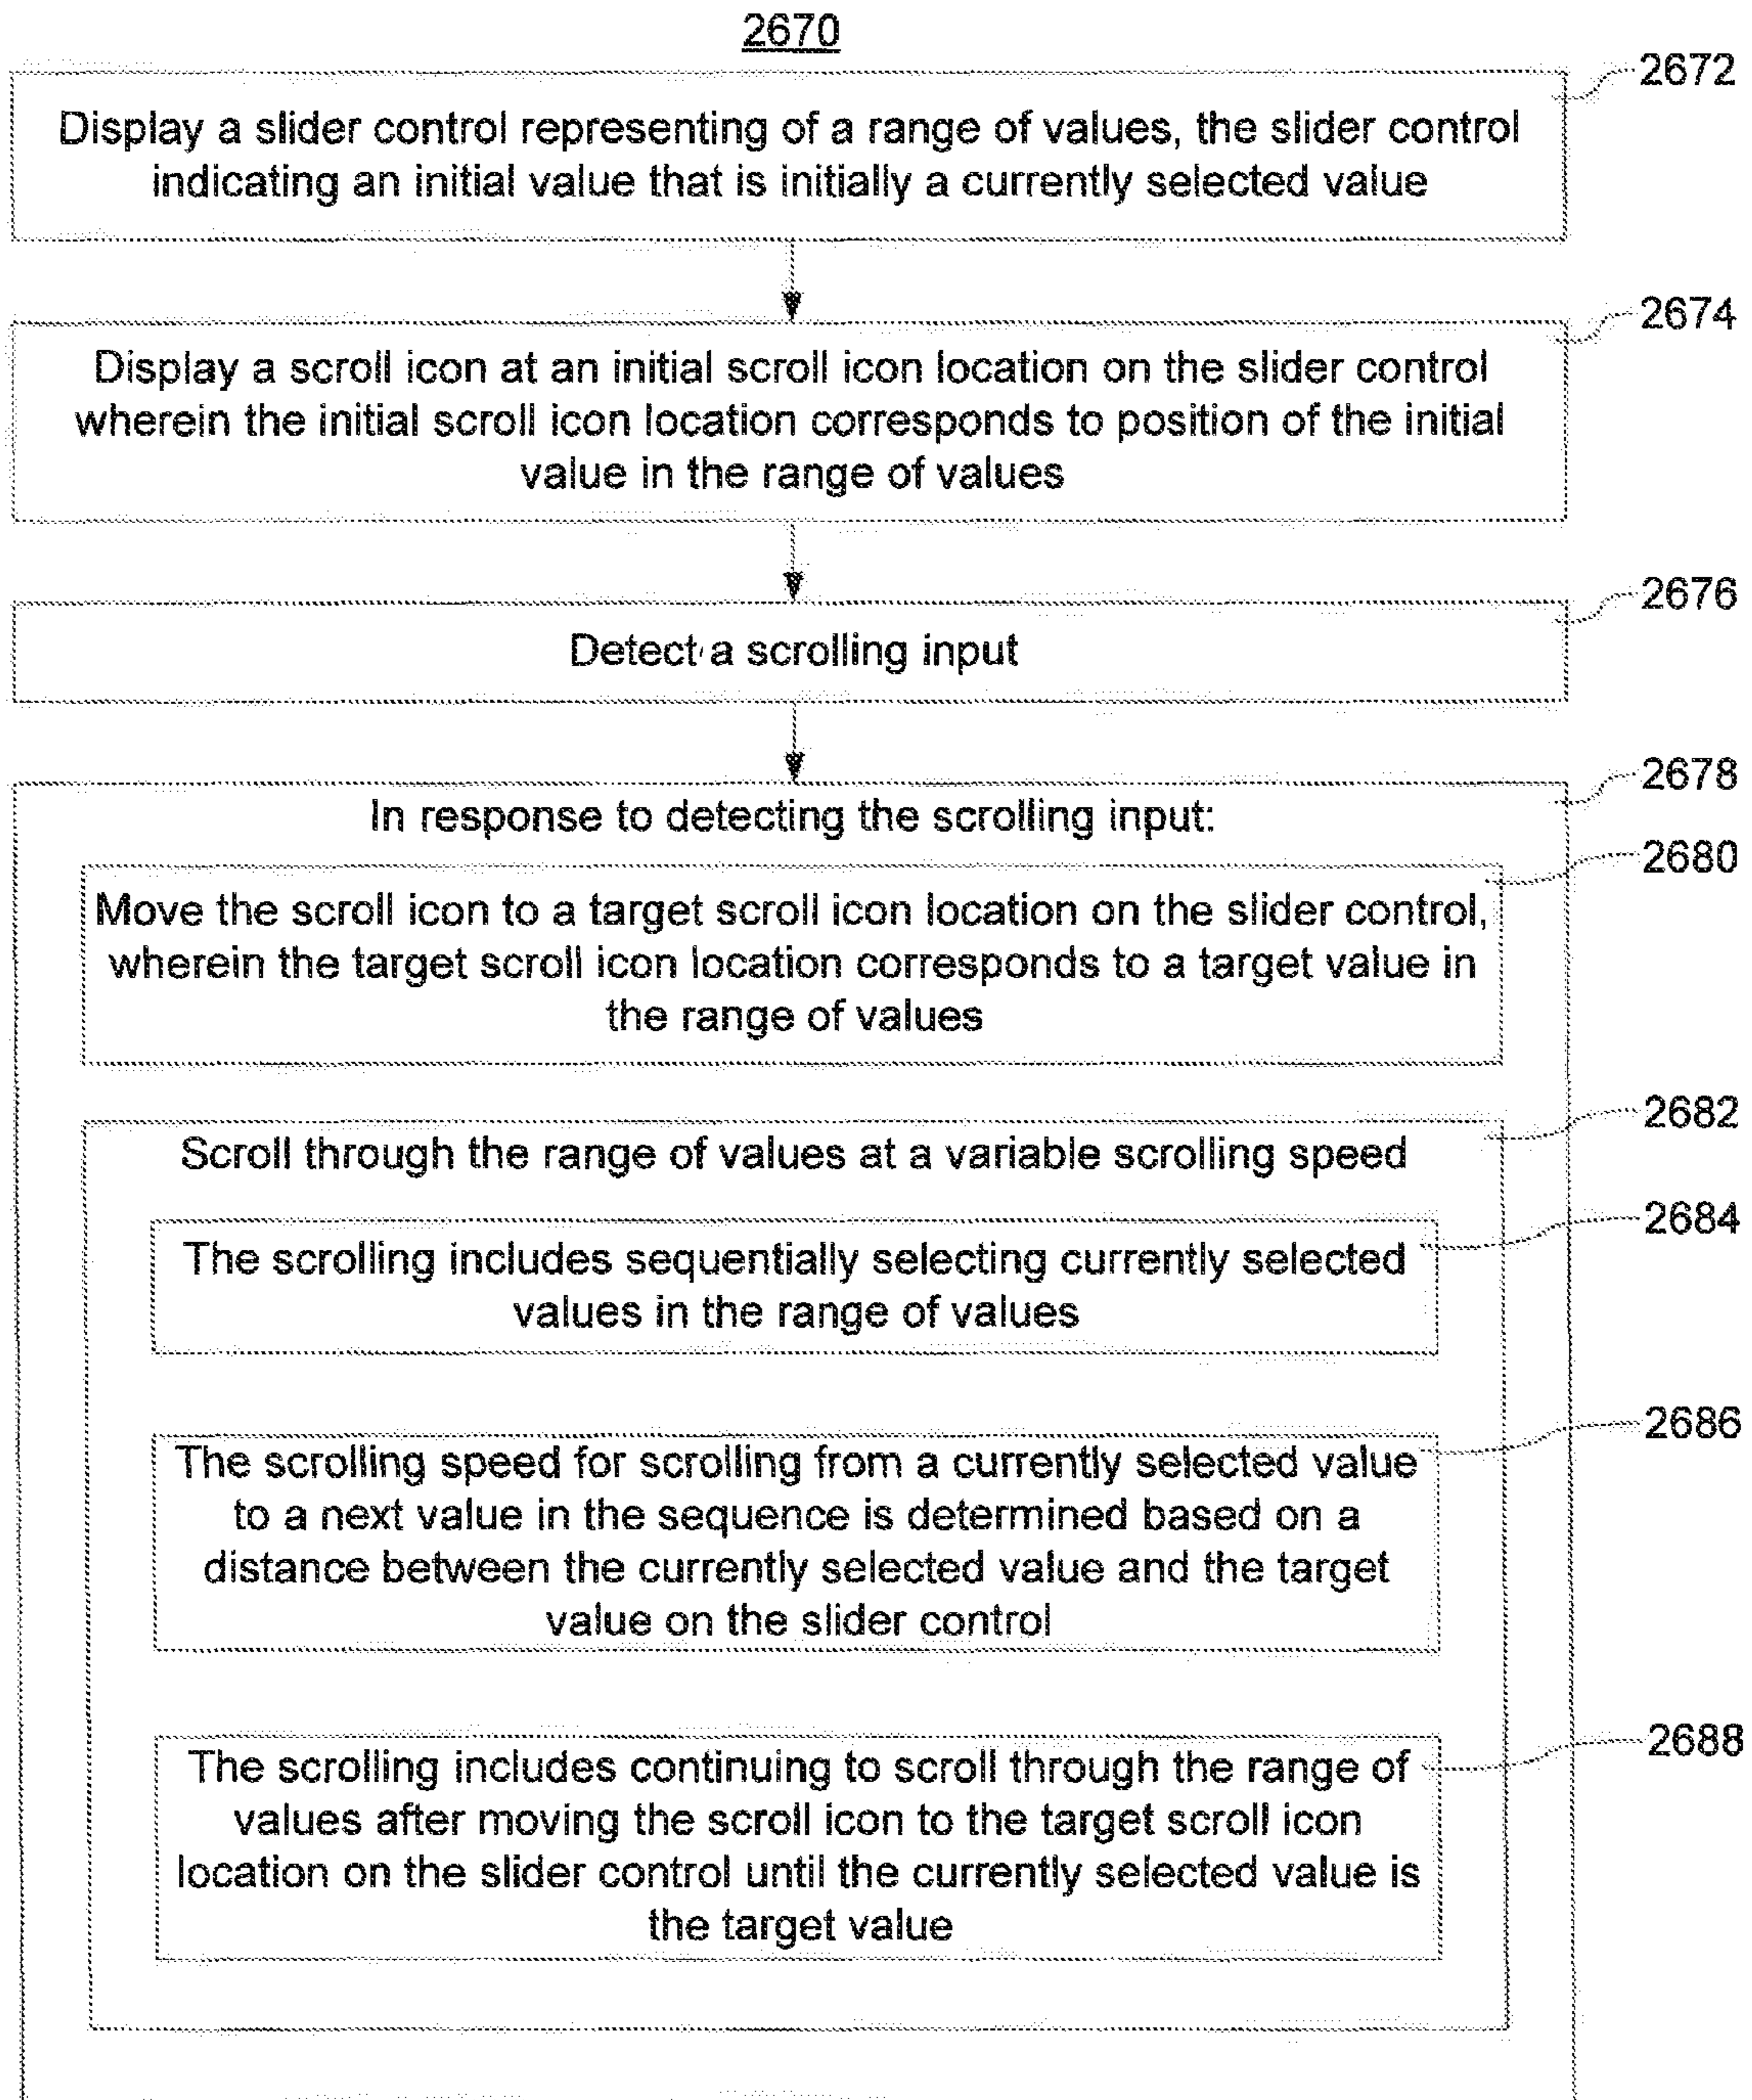 2670
2672
Display a slider control representing of a range of values, the slider control
indicating an initial value that is initially a currently selected value
2674
Display a scroll icon at an initial scroll icon location on the slider control
wherein the initial scroll icon location corresponds to position of the initial
value in the range of values
2676
Detect a scrolling input
2678
In response to detecting the scrolling input:
2680
Move the scroll icon to a target scroll icon location on the slider control,
wherein the target scroll icon location corresponds to a target value in
the range of values
2682
Scroll through the range of values at a variable scrolling speed
2684
The scrolling includes sequentially selecting currently selected
values in the range of values
2686
The scrolling speed for scrolling from a currently selected value
to a next value in the sequence is determined based on a
distance between the currently selected value and the target
value on the slider control
2688
The scrolling includes continuing to scroll through the range of
values after moving the scroll icon to the target scroll icon
location on the slider control until the currently selected value is
the target value